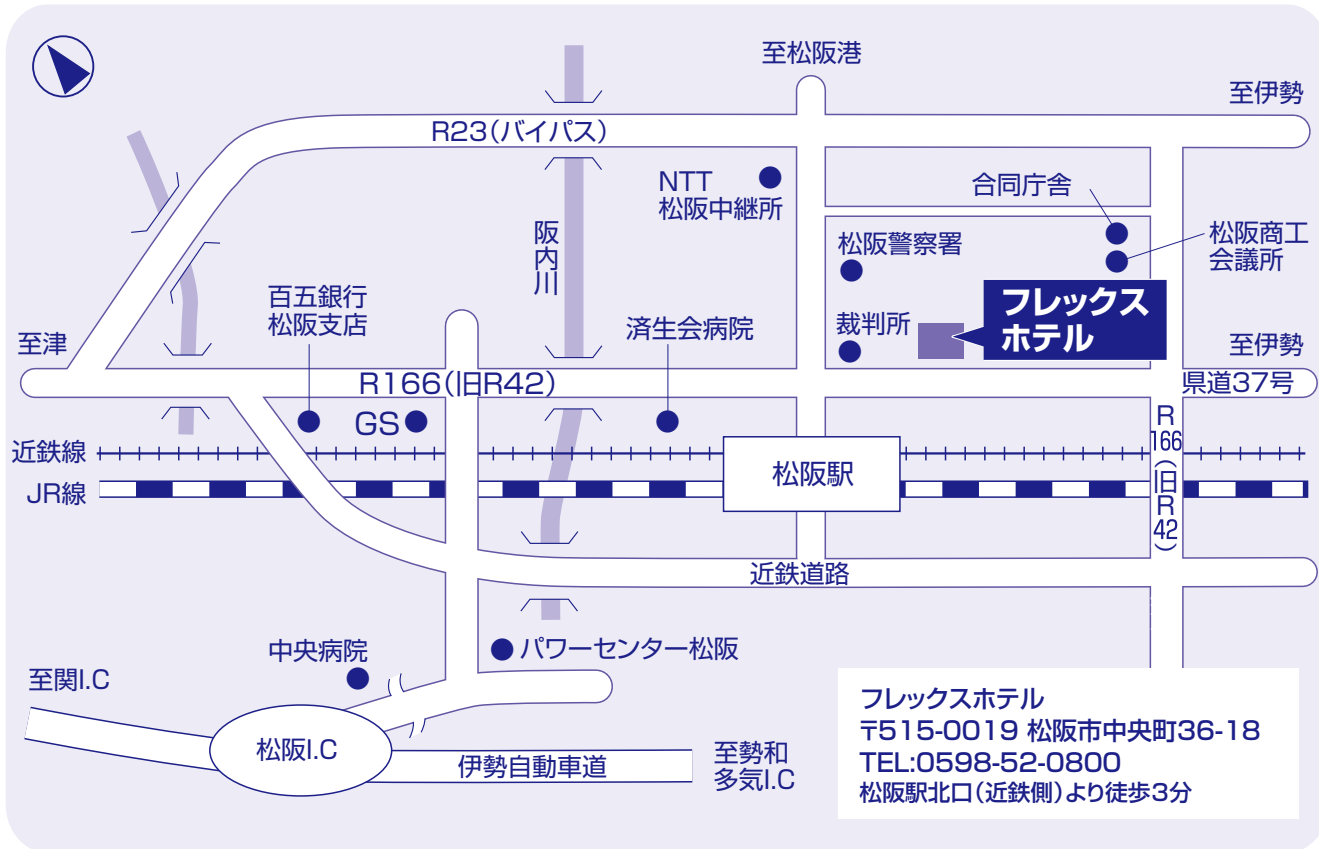 至松阪港
至伊勢
R23(バイパス)
NTT
松阪中継所
合同庁舎
阪内川
松阪警察署
松阪商工
会議所
百五銀行
松阪支店
フレックス
ホテル
済生会病院
裁判所
至津
至伊勢
R166(旧R42)
県道37号
GS
R166(旧R42)
近鉄線
松阪駅
JR線
近鉄道路
中央病院
パワーセンター松阪
至関I.C
松阪I.C
伊勢自動車道
至勢和
多気I.C
フレックスホテル
〒515-0019 松阪市中央町36-18
TEL:0598-52-0800
松阪駅北口(近鉄側)より徒歩3分